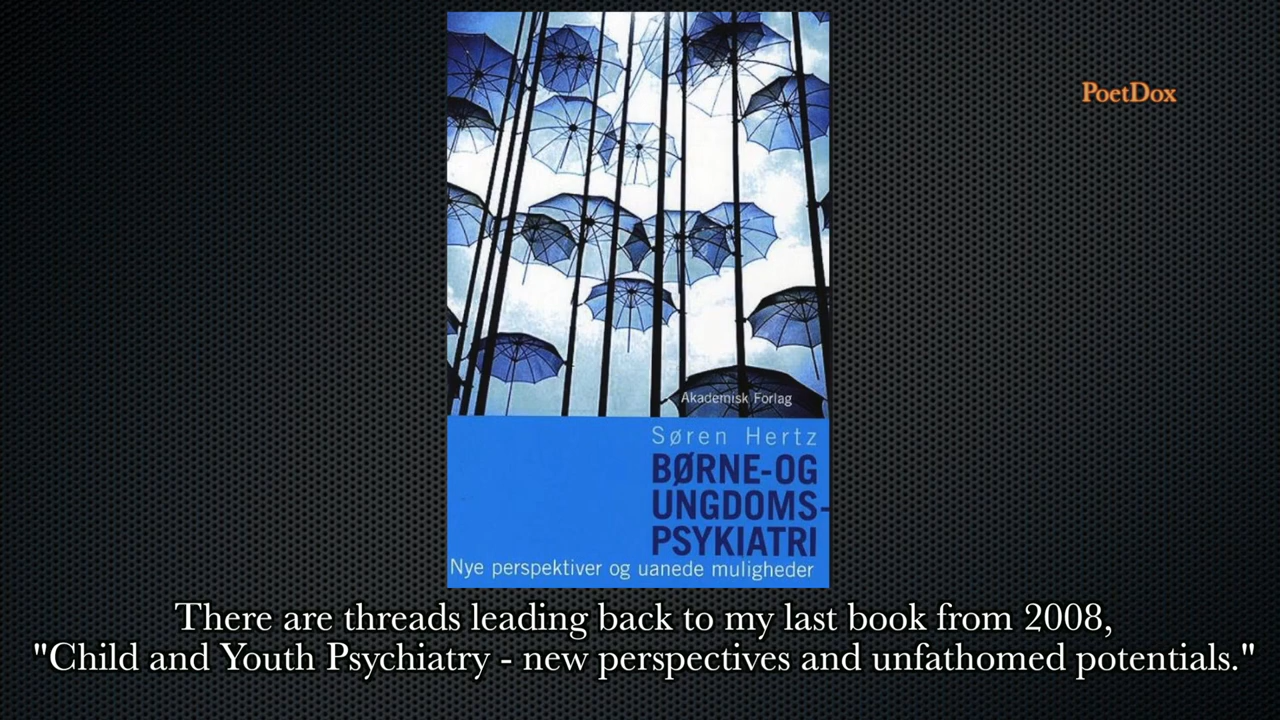 PoetDox
Akademisk Forlag
Søren Hertz
BØRNE-OG
UNGDOMS-
PSYKIATRI
Nye perspektiver og uanede muligheder
There are threads leading back to my last book from 2008,
"Child and Youth Psychiatry - new perspectives and unfathomed potentials."